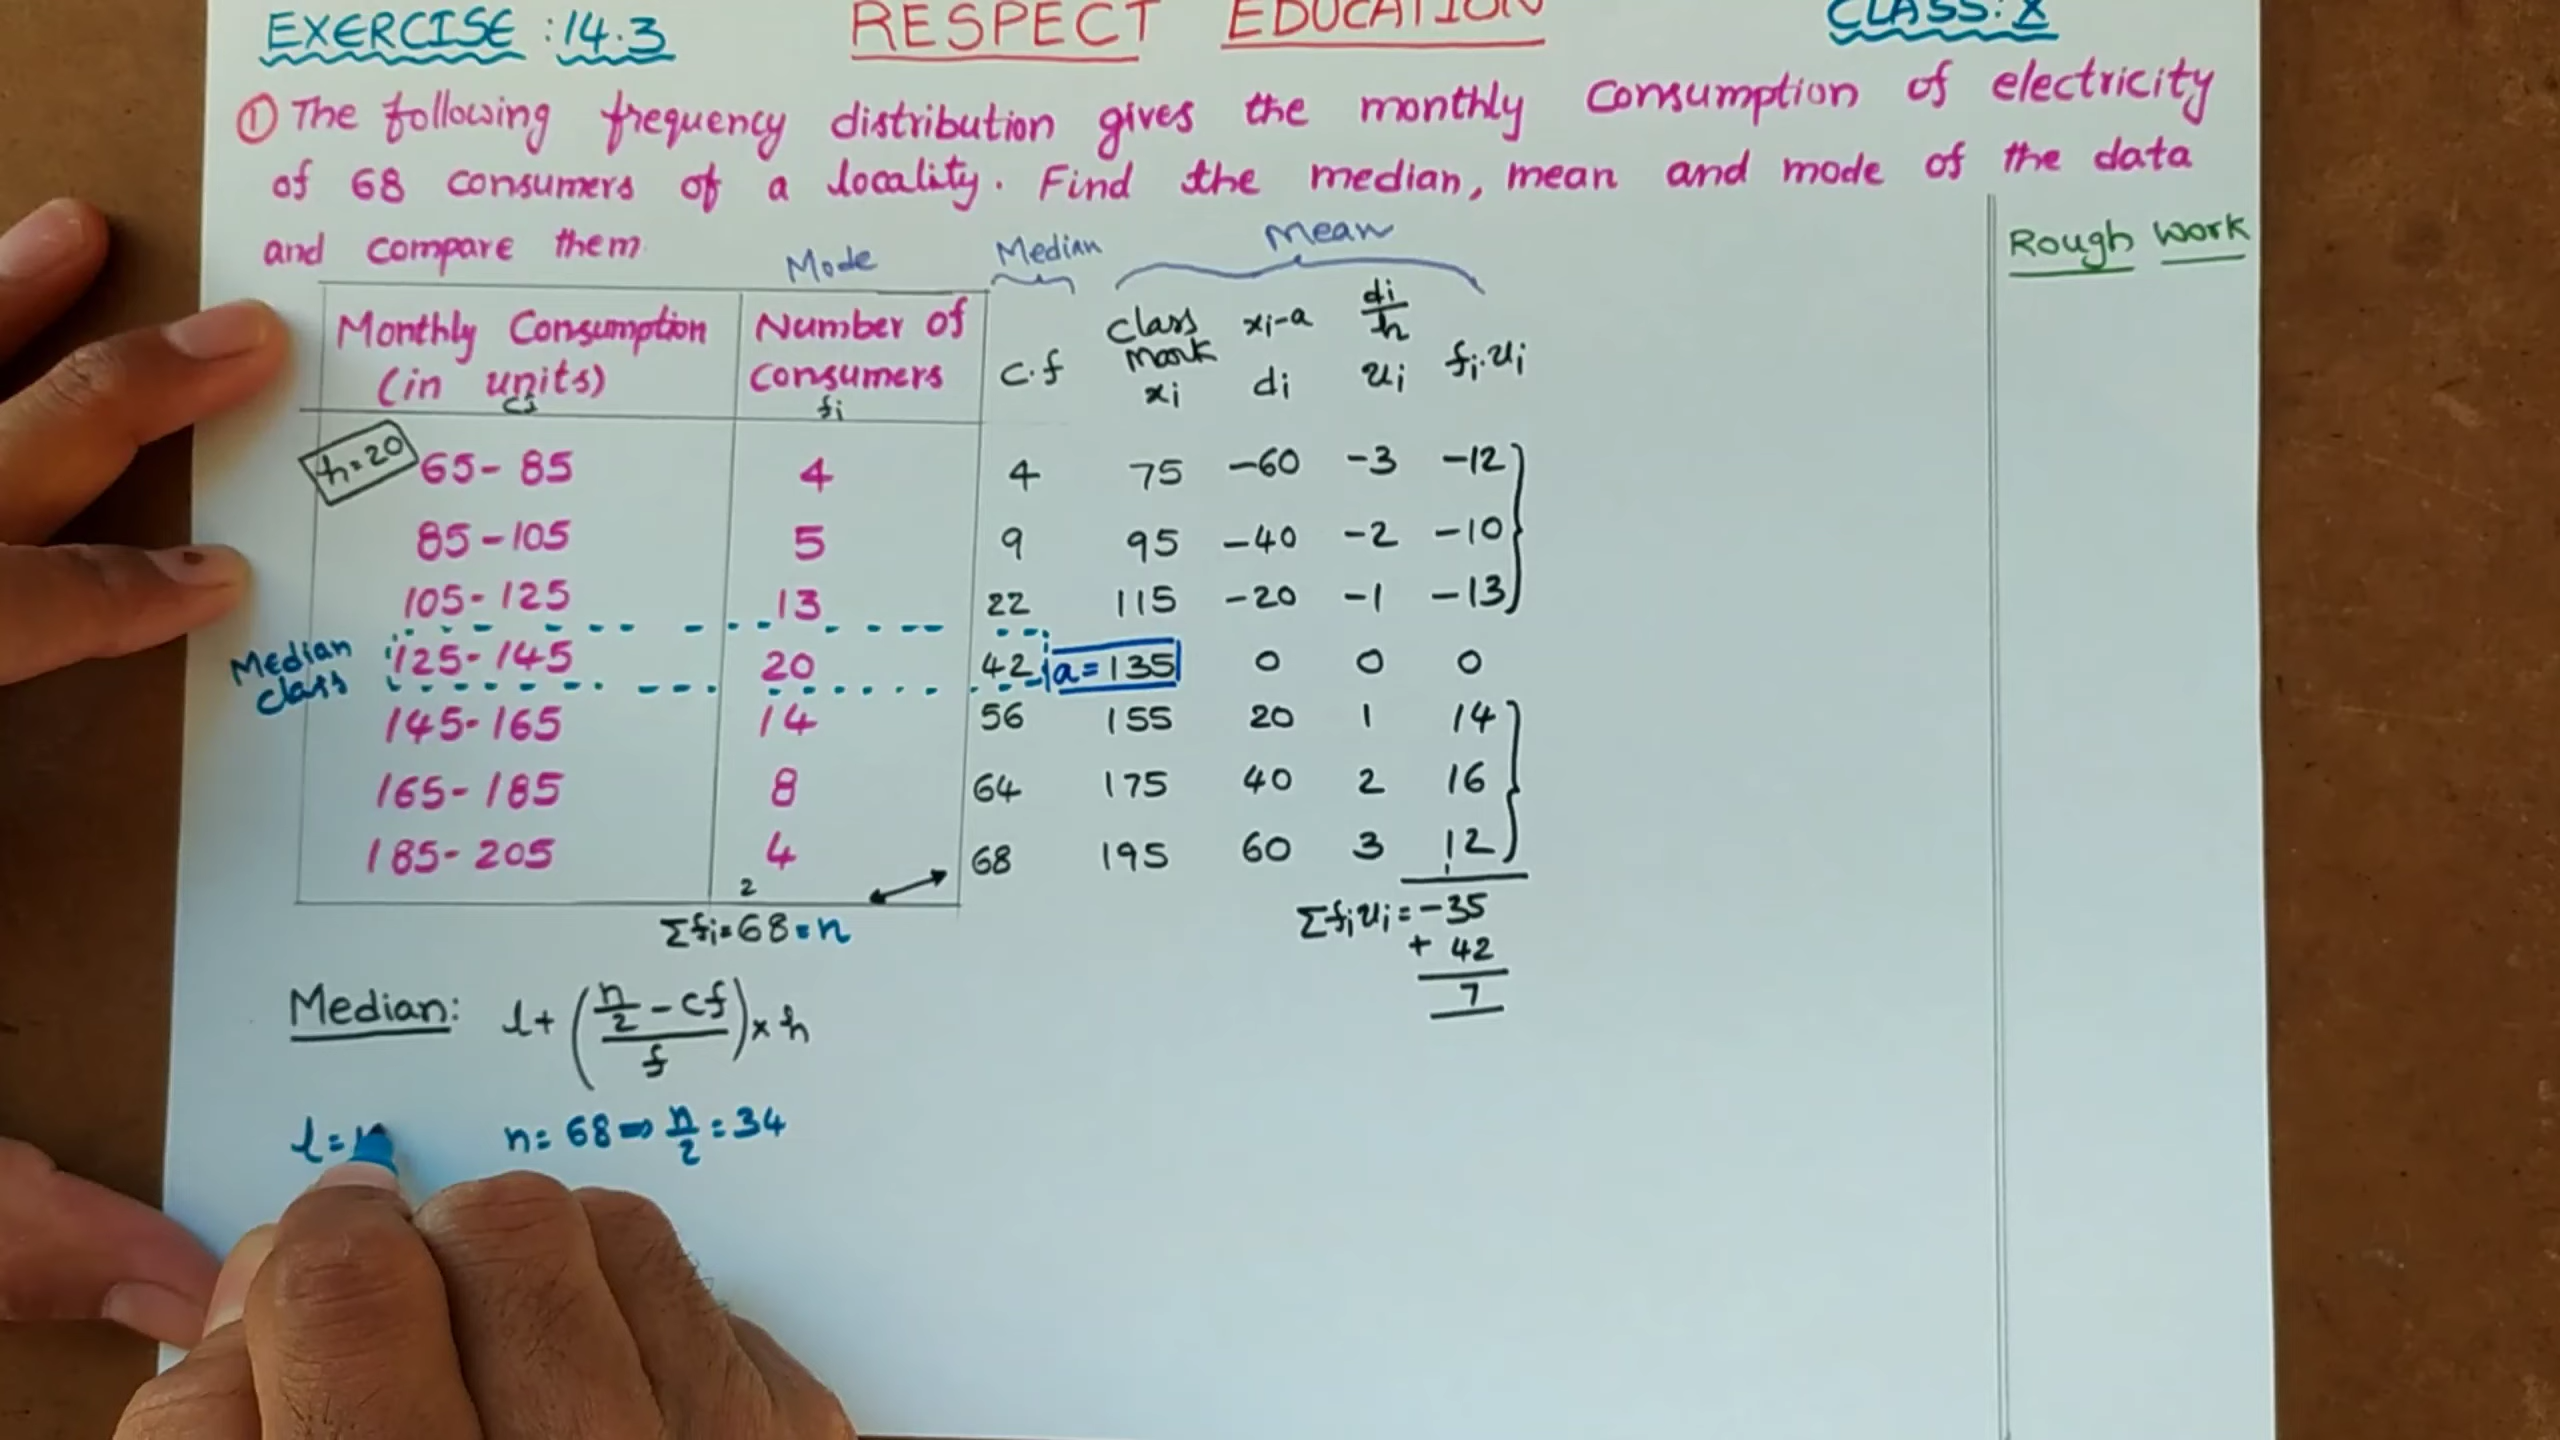 EXERCISE : 14.3 RESPECT EDUCATION CLASS: X
① The following frequency distribution gives the monthly consumption of electricity
of 68 consumers of a locality. Find the median, mean and mode of the data
and compare them
Rough Work
Mode Median Mean
Monthly Consumption (in units) Number of consumers fi c.f class mark xi xi-a di di/h ui fi.ui
h=20
65-85 4 4 75 -60 -3 -12
85-105 5 9 95 -40 -2 -10
105-125 13 22 115 -20 -1 -13
Median class 125-145 20 42 a=135 0 0 0
145-165 14 56 155 20 1 14
165-185 8 64 175 40 2 16
185-205 4 68 195 60 3 12
2
Σfi=68=n Σfiui=-35
+ 42
7
Median: l+(n/2-cf/f)×h
l= n=68⇒n/2=34